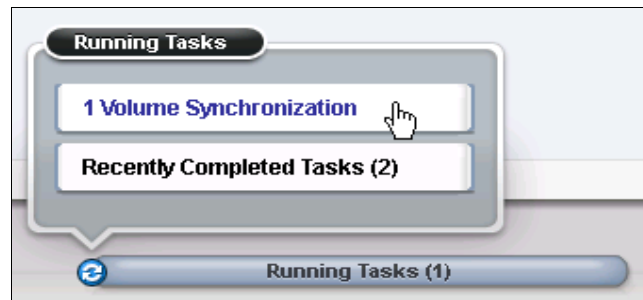 Running Tasks
1 Volume Synchronization
Recently Completed Tasks (2)
Running Tasks (1)